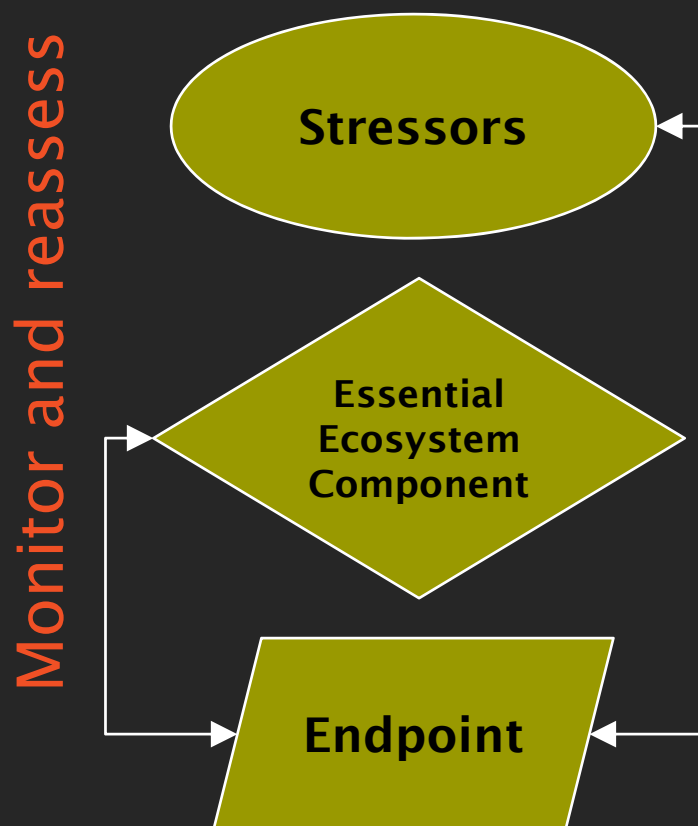 Monitor and reassess
Stressors
Essential
Ecosystem
Component
Endpoint